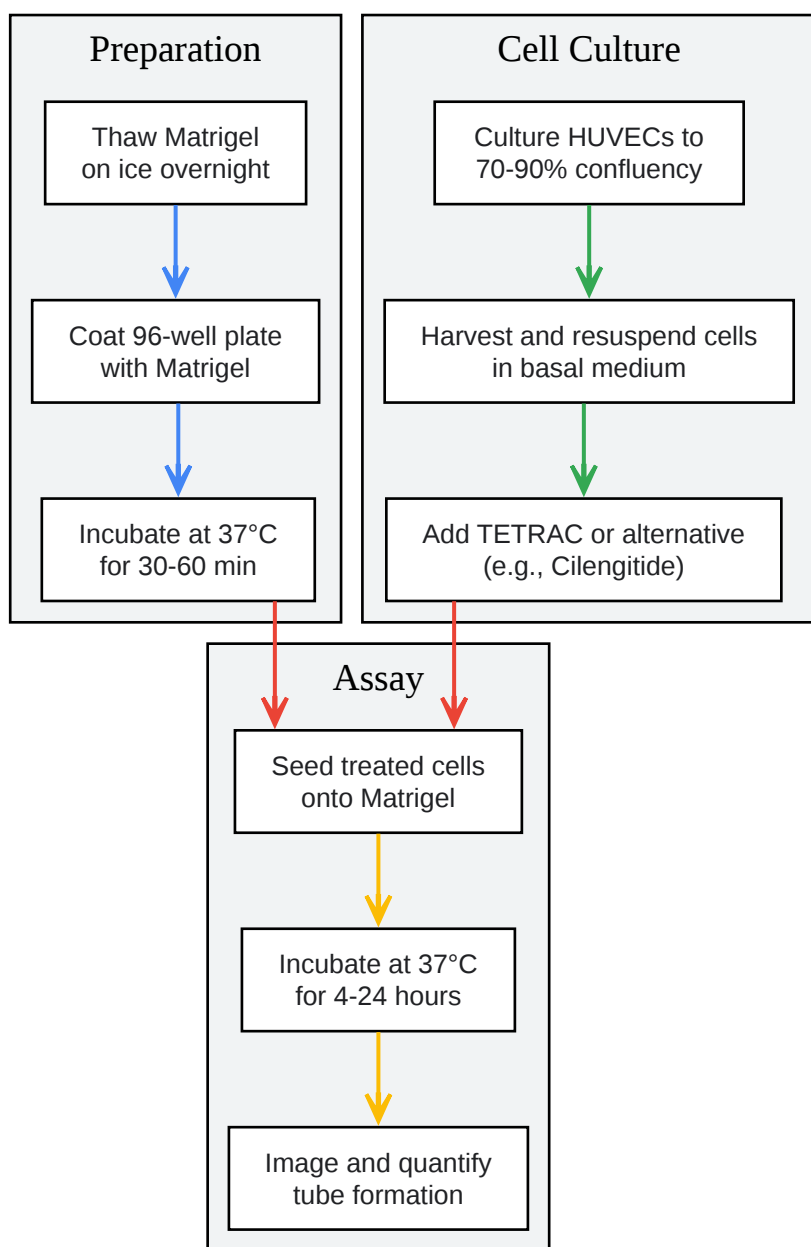 Preparation
Thaw Matrigel
on ice overnight
Coat 96-well plate
with Matrigel
Incubate at 37°C
for 30-60 min
Cell Culture
Culture HUVECs to
70-90% confluency
Harvest and resuspend cells
in basal medium
Add TETRAC or alternative
(e.g., Cilengitide)
Assay
Seed treated cells
onto Matrigel
Incubate at 37°C
for 4-24 hours
Image and quantify
tube formation